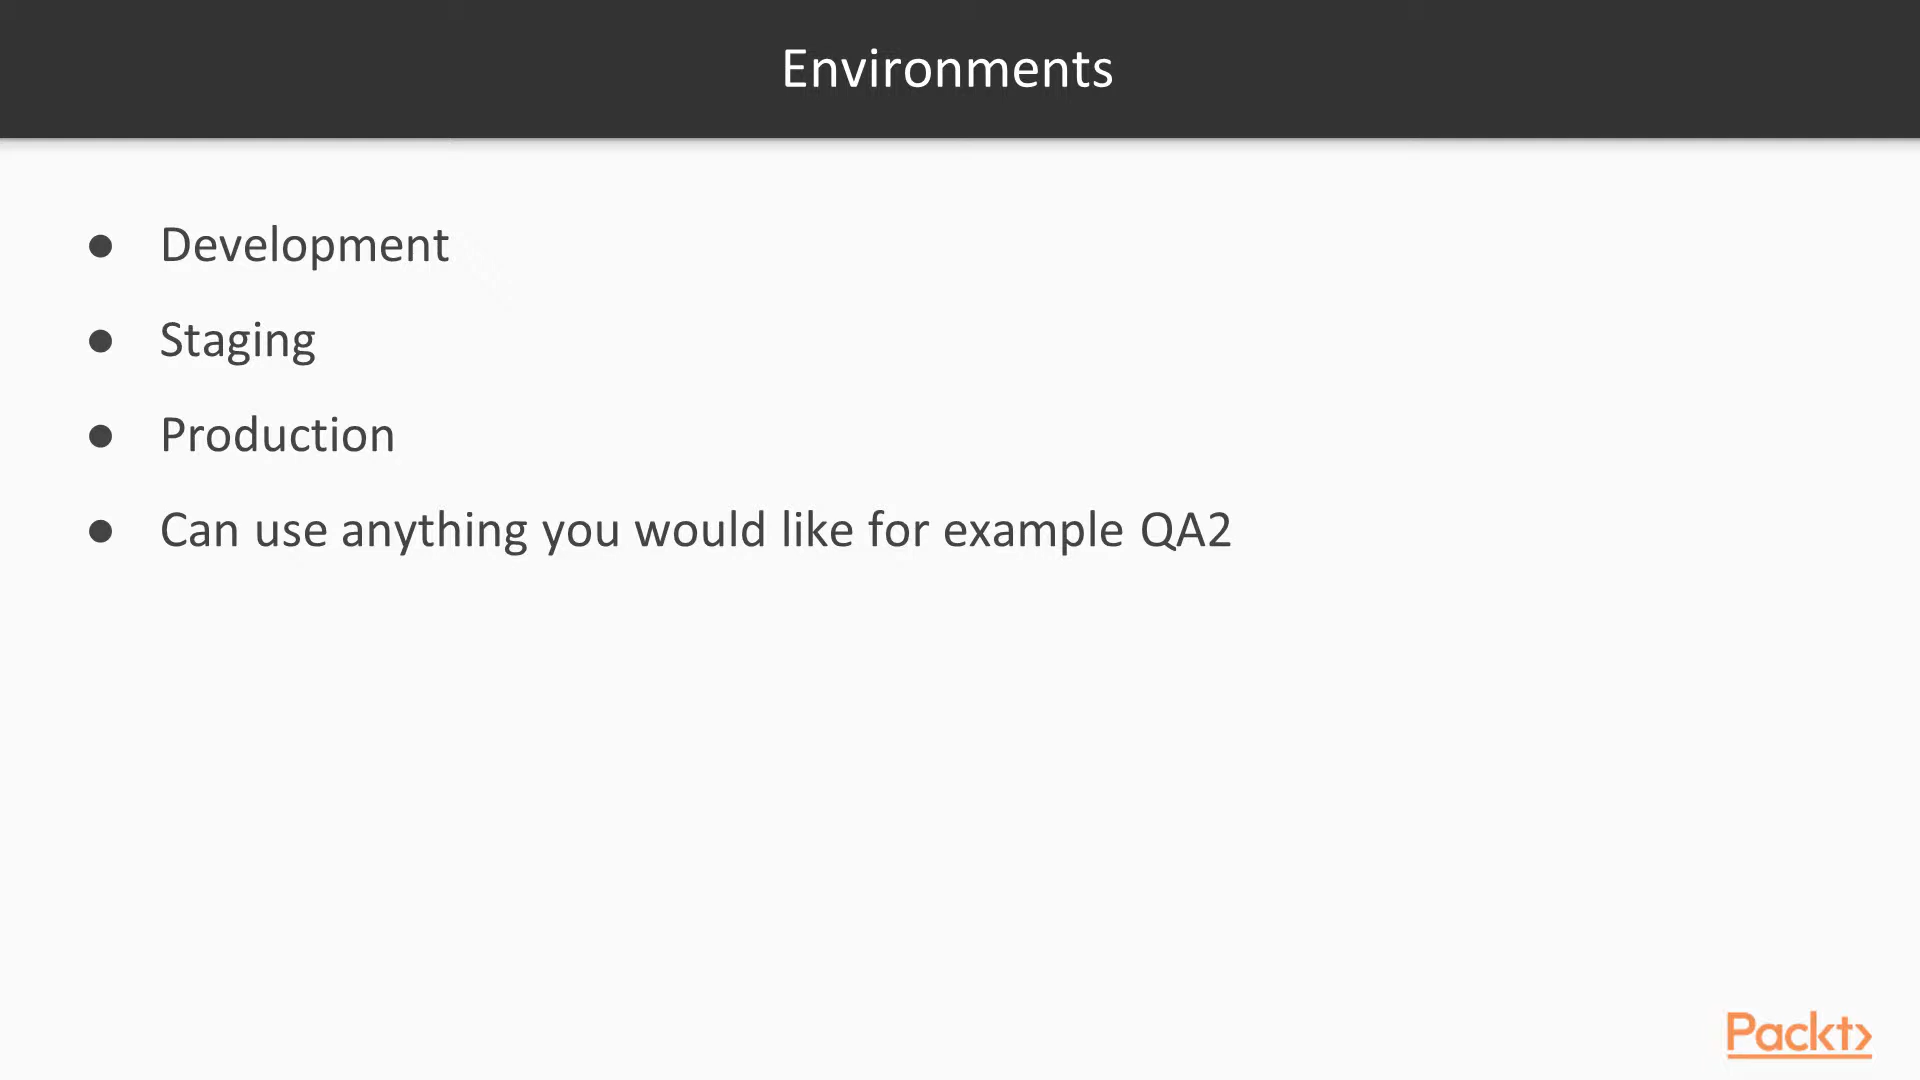 Environments
● Development
● Staging
● Production
● Can use anything you would like for example QA2
Packt>